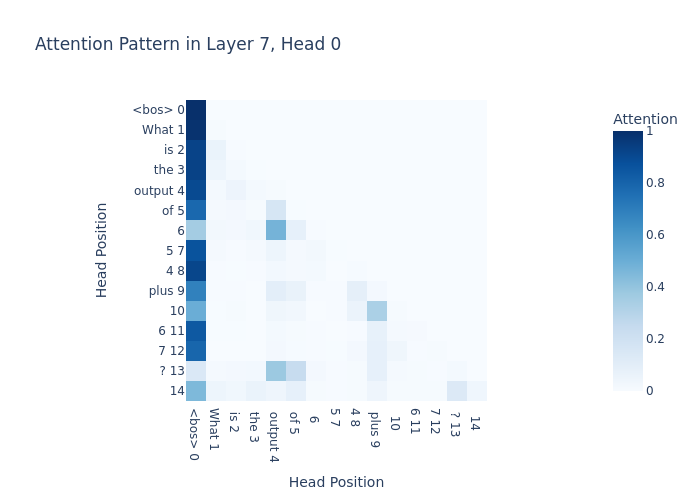 Attention Pattern in Layer 7, Head 0
Attention
<bos> 0
What 1
is 2
the 3
output 4
of 5
6
5 7
4 8
plus 9
10
6 11
7 12
? 13
14
Head Position
<bos> 0
What 1
is 2
the 3
output 4
of 5
6
5 7
4 8
plus 9
10
6 11
7 12
? 13
14
Head Position
1
0.8
0.6
0.4
0.2
0